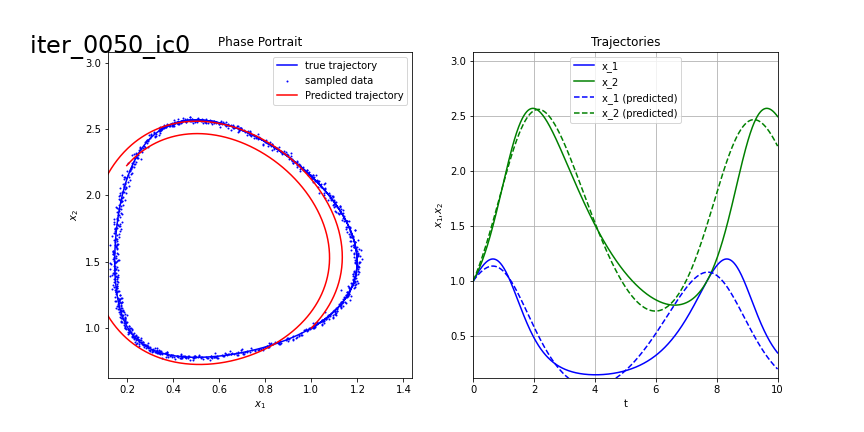 iter_0050_ic0
Phase Portrait
true trajectory
sampled data
Predicted trajectory
3.0
2.5
2.0
1.5
1.0
x₂
0.2 0.4 0.6 0.8 1.0 1.2 1.4
x₁
Trajectories
x_1
x_2
x_1 (predicted)
x_2 (predicted)
3.0
2.5
2.0
1.5
1.0
0.5
x₁,x₂
0 2 4 6 8 10
t